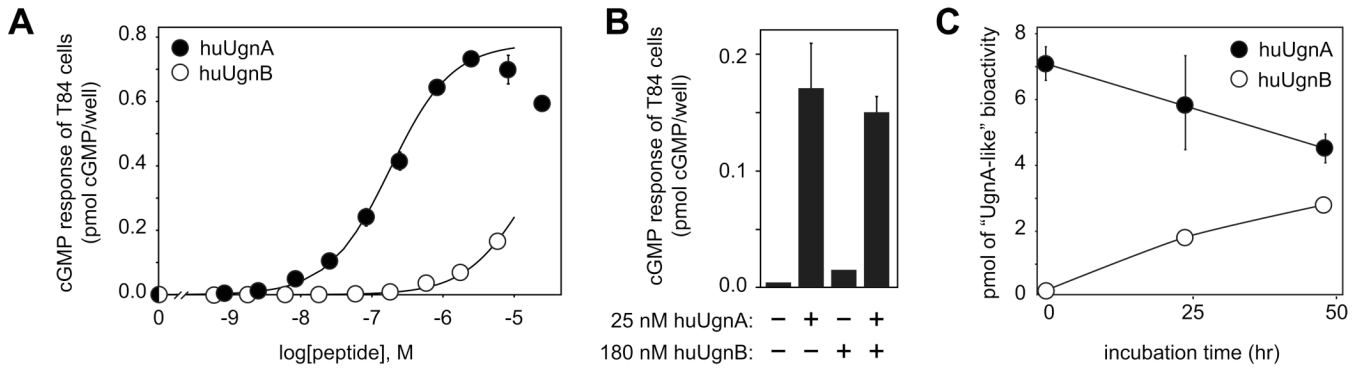 A
cGMP response of T84 cells
(pmol cGMP/well)
0.8
0.6
0.4
0.2
0.0
huUgnA
huUgnB
0
-9
-8
-7
-6
-5
log[peptide], M
B
cGMP response of T84 cells
(pmol cGMP/well)
0.2
0.1
0.0
25 nM huUgnA: – + – +
180 nM huUgnB: – – + +
C
pmol of “UgnA-like” bioactivity
8
6
4
2
0
huUgnA
huUgnB
0
25
50
incubation time (hr)